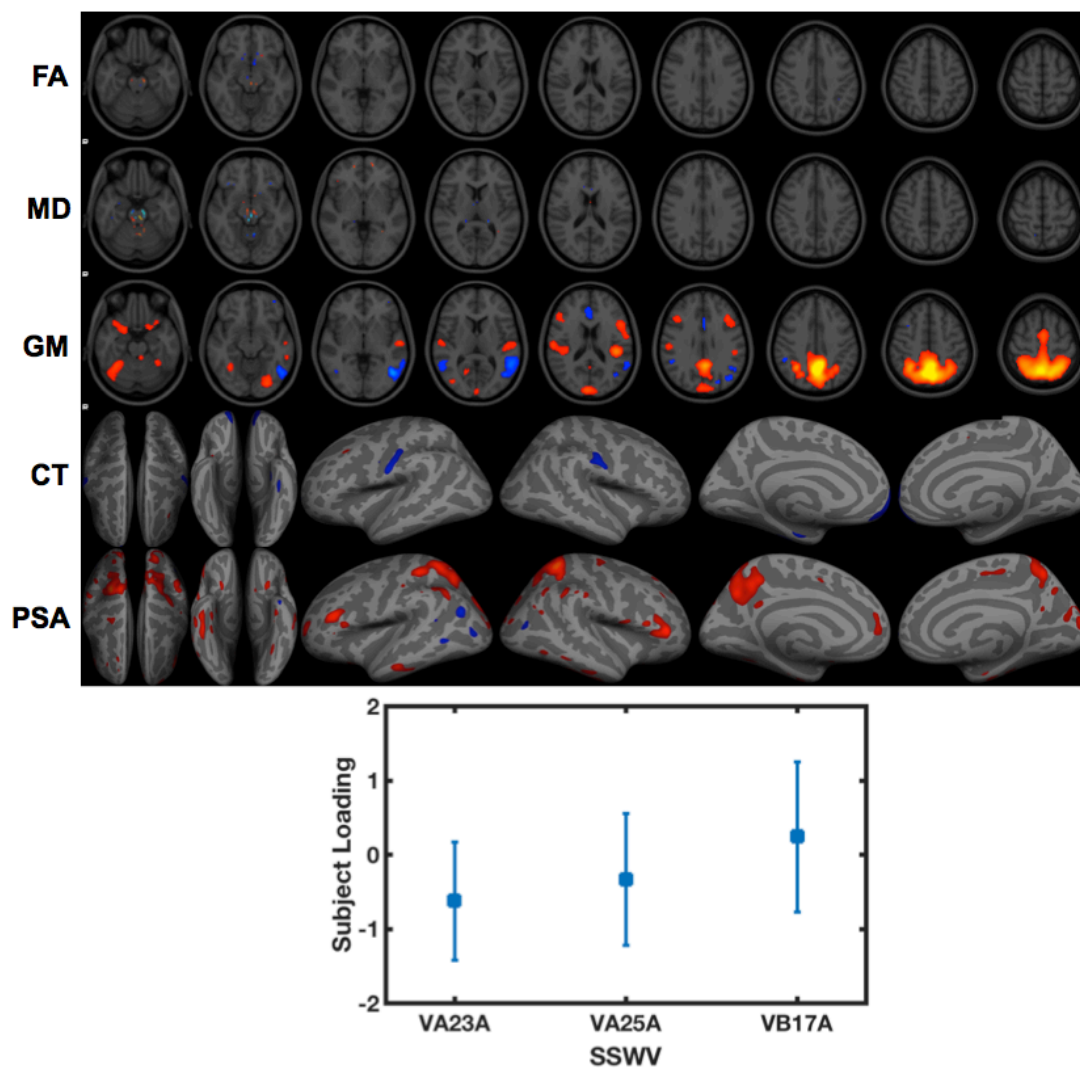 FA
MD
GM
CT
PSA
2
1
0
-1
-2
Subject Loading
VA23A VA25A VB17A
SSWV